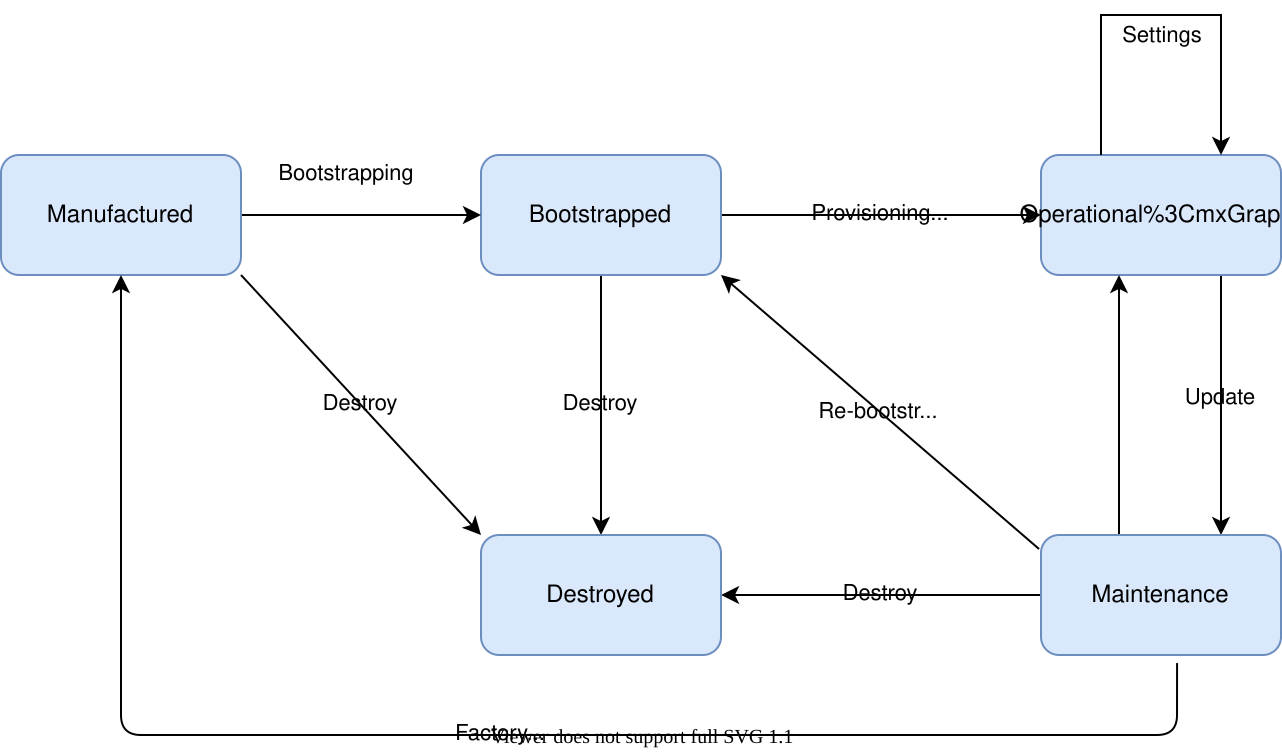 Settings
Bootstrapping
Manufactured
Bootstrapped
Provisioning...
Operational%3CmxGrap
Destroy
Destroy
Re-bootstr...
Update
Destroyed
Destroy
Maintenance
Factory...
Viewer does not support full SVG 1.1